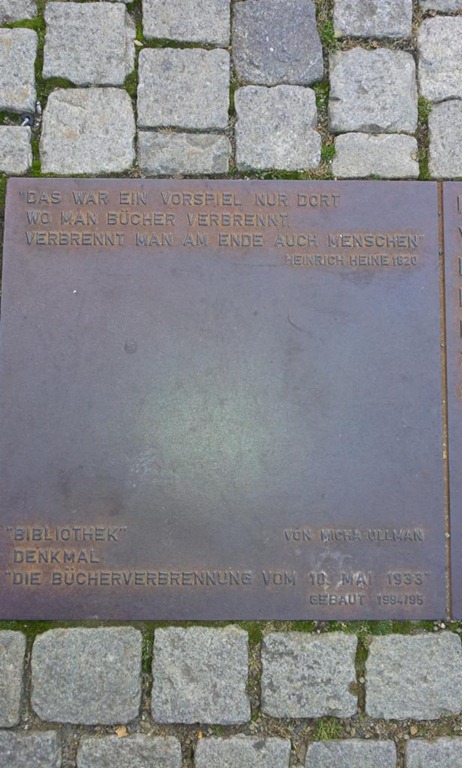 "DAS WAR EIN VORSPIEL NUR DORT
WO MAN BÜCHER VERBRENNT,
VERBRENNT MAN AM ENDE AUCH MENSCHEN"
HEINRICH HEINE 1820
"BIBLIOTHEK"
VON MICHA ULLMAN
DENKMAL
"DIE BÜCHERVERBRENNUNG VOM 10. MAI 1933"
GEBAUT 1994/95